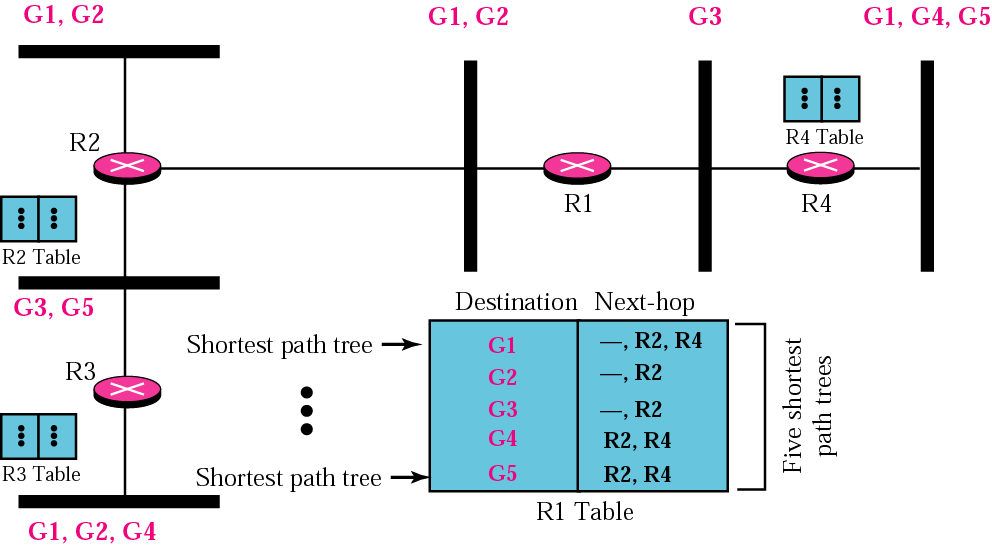 G1, G2
G1, G2
G3
G1, G4, G5
R2
R4 Table
R1
R4
R2 Table
G3, G5
Destination Next-hop
Shortest path tree
G1 —, R2, R4
G2 —, R2
G3 —, R2
G4 R2, R4
G5 R2, R4
Shortest path tree
Five shortest
path trees
R1 Table
R3
R3 Table
G1, G2, G4